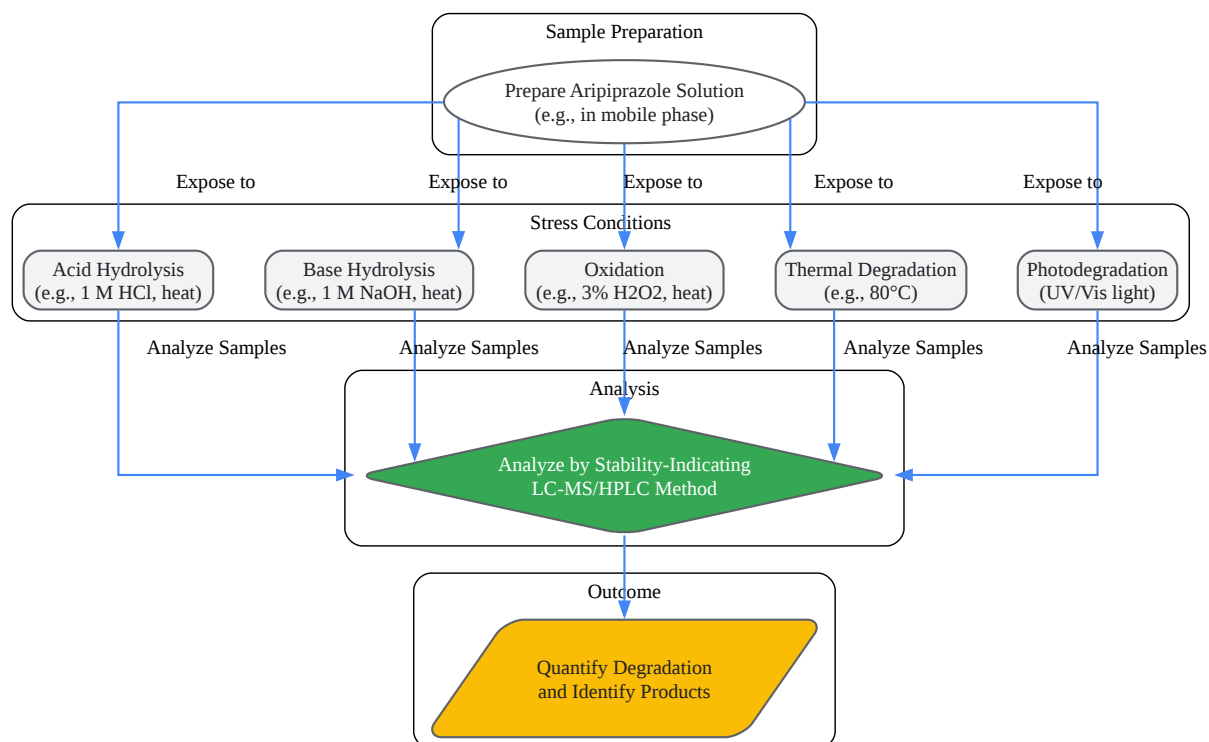 Sample Preparation
Prepare Aripiprazole Solution
(e.g., in mobile phase)
Expose to
Expose to
Expose to
Expose to
Expose to
Stress Conditions
Acid Hydrolysis
(e.g., 1 M HCl, heat)
Base Hydrolysis
(e.g., 1 M NaOH, heat)
Oxidation
(e.g., 3% H2O2, heat)
Thermal Degradation
(e.g., 80°C)
Photodegradation
(UV/Vis light)
Analyze Samples
Analyze Samples
Analyze Samples
Analyze Samples
Analyze Samples
Analysis
Analyze by Stability-Indicating
LC-MS/HPLC Method
Outcome
Quantify Degradation
and Identify Products